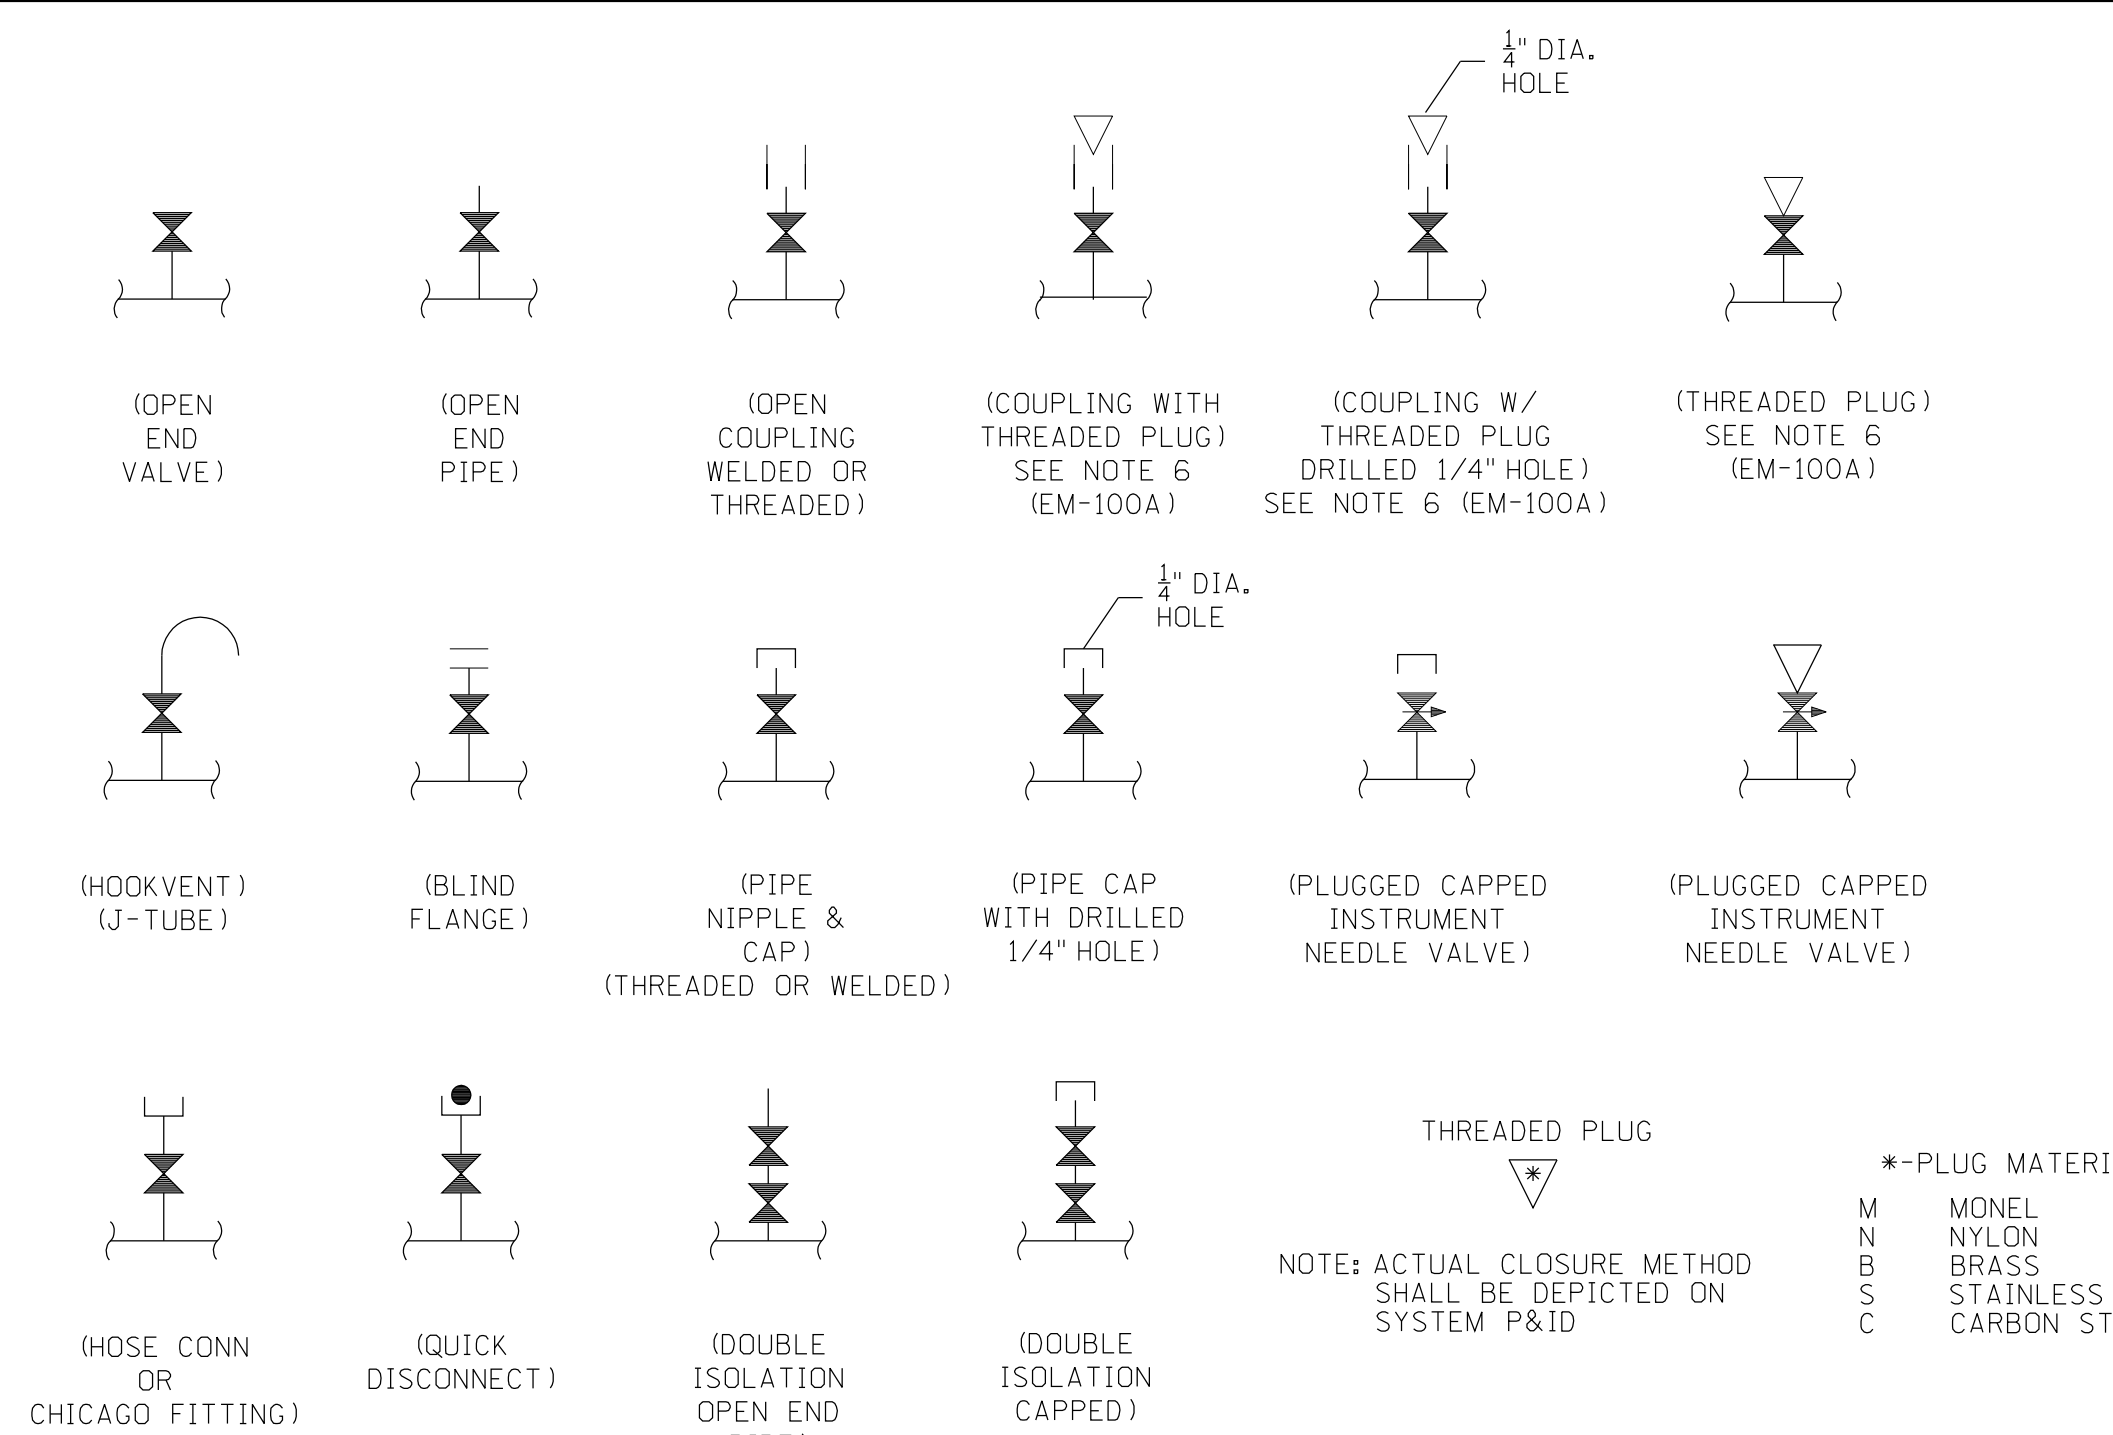 1/4" DIA.
HOLE
(OPEN
END
VALVE)
(OPEN
END
PIPE)
(OPEN
COUPLING
WELDED OR
THREADED)
(COUPLING WITH
THREADED PLUG)
SEE NOTE 6
(EM-100A)
(COUPLING W/
THREADED PLUG
DRILLED 1/4" HOLE)
SEE NOTE 6 (EM-100A)
(THREADED PLUG)
SEE NOTE 6
(EM-100A)
1/4" DIA.
HOLE
(HOOKVENT)
(J-TUBE)
(BLIND
FLANGE)
(PIPE
NIPPLE &
CAP)
(THREADED OR WELDED)
(PIPE CAP
WITH DRILLED
1/4" HOLE)
(PLUGGED CAPPED
INSTRUMENT
NEEDLE VALVE)
(PLUGGED CAPPED
INSTRUMENT
NEEDLE VALVE)
(HOSE CONN
OR
CHICAGO FITTING)
(QUICK
DISCONNECT)
(DOUBLE
ISOLATION
OPEN END
(DOUBLE
ISOLATION
CAPPED)
THREADED PLUG
*
NOTE: ACTUAL CLOSURE METHOD
SHALL BE DEPICTED ON
SYSTEM P&ID
*-PLUG MATERI
M MONEL
N NYLON
B BRASS
S STAINLESS
C CARBON ST